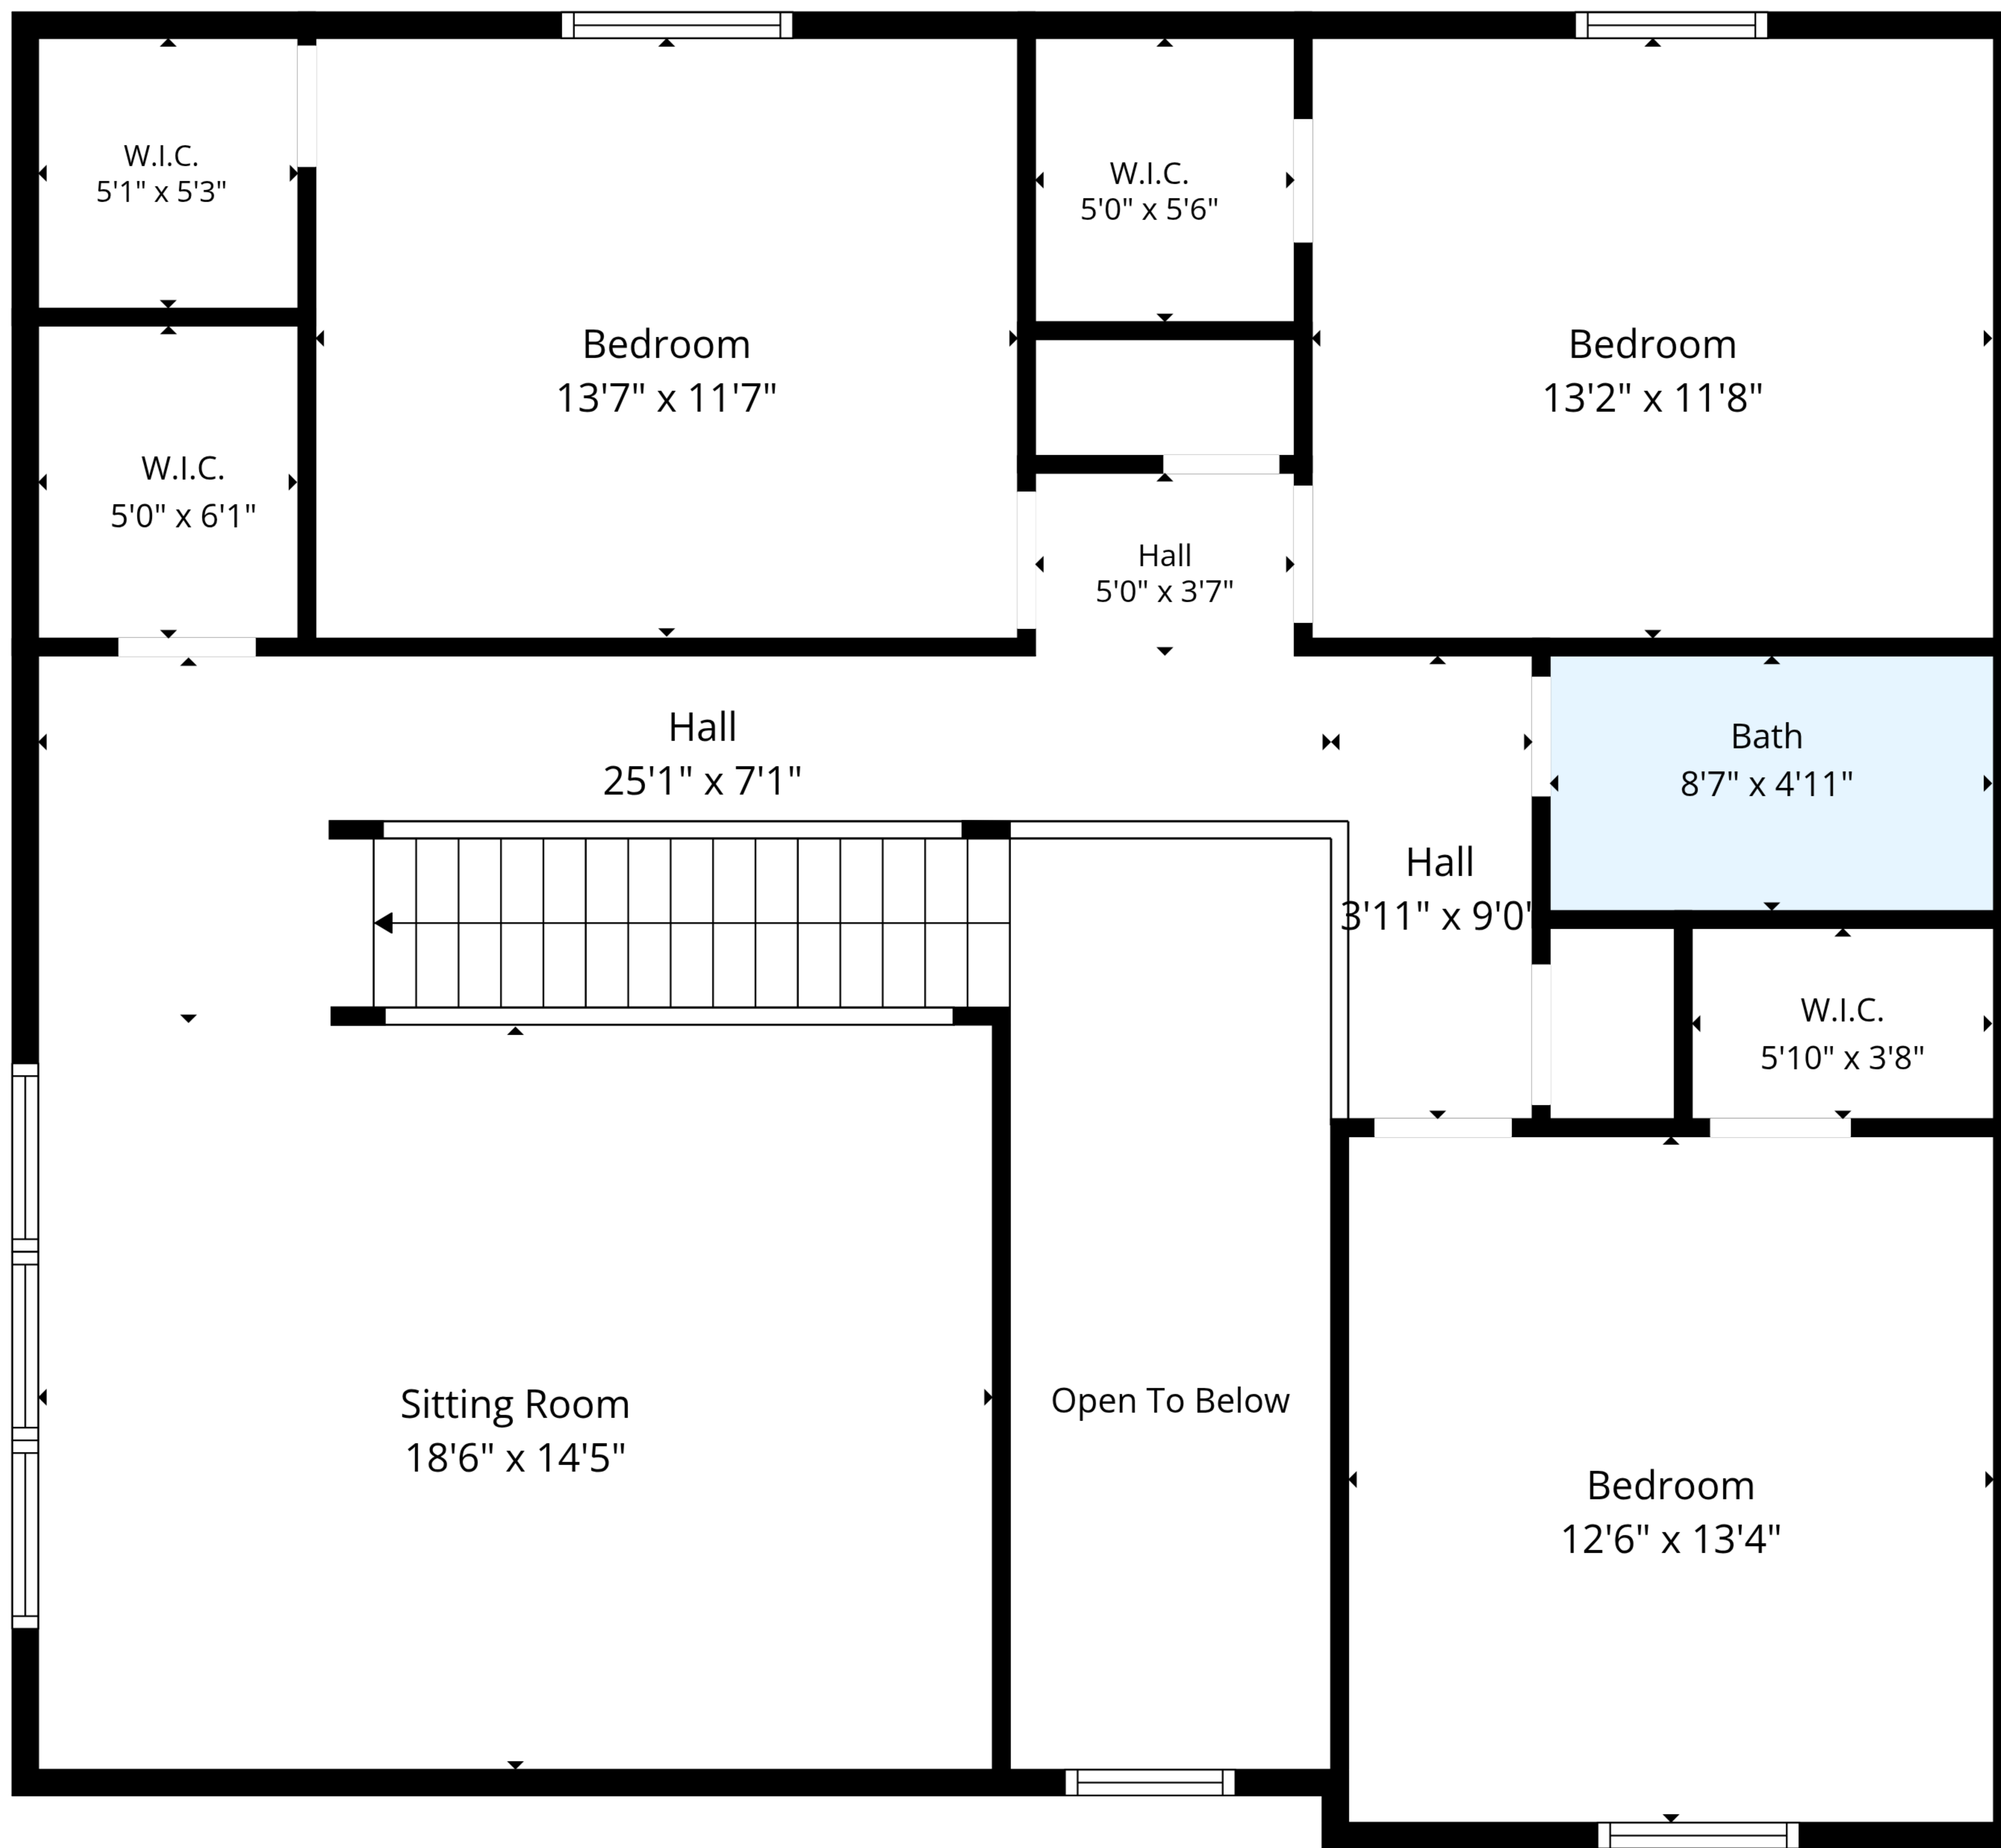 W.I.C.
5'1" x 5'3"
W.I.C.
5'0" x 5'6"
Bedroom
13'7" x 11'7"
Bedroom
13'2" x 11'8"
W.I.C.
5'0" x 6'1"
Hall
5'0" x 3'7"
Hall
25'1" x 7'1"
Bath
8'7" x 4'11"
Hall
3'11" x 9'0"
W.I.C.
5'10" x 3'8"
Sitting Room
18'6" x 14'5"
Open To Below
Bedroom
12'6" x 13'4"